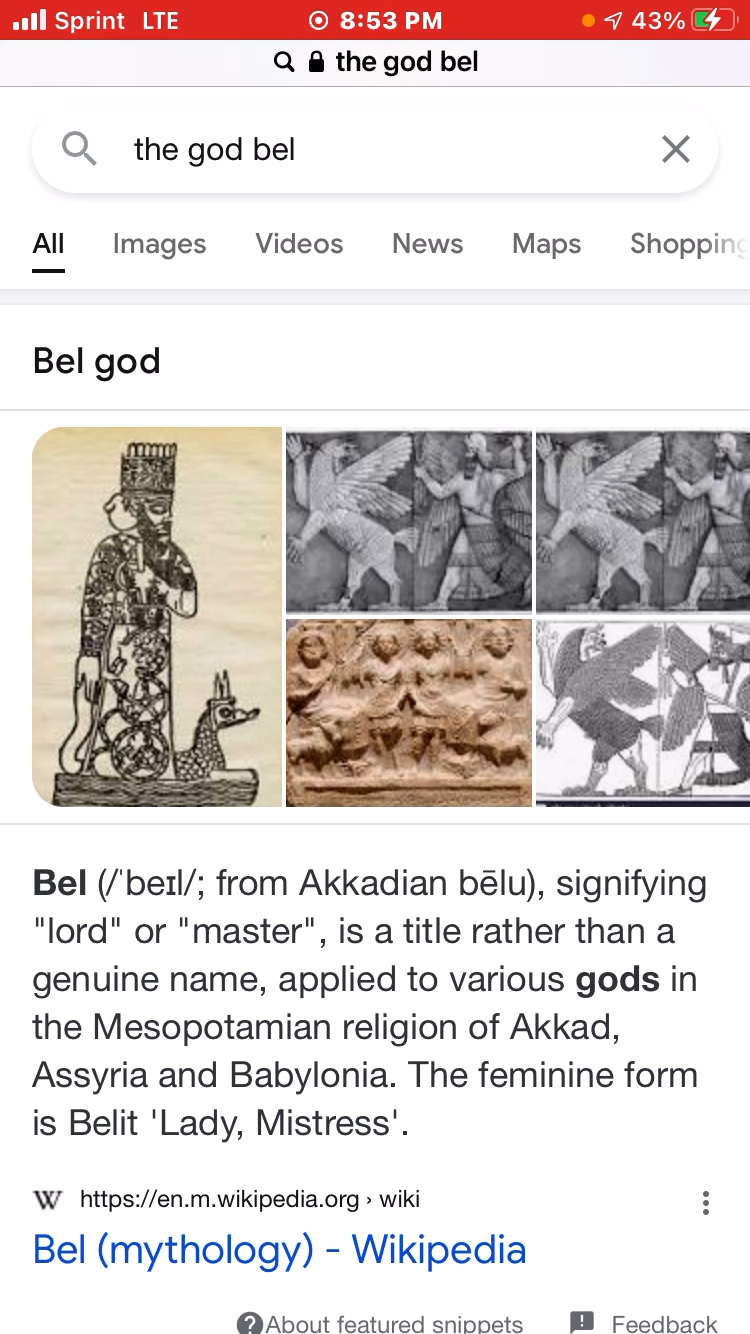 Sprint LTE 8:53 PM 43%
the god bel
the god bel
All Images Videos News Maps Shopping
Bel god
Bel (/ˈbeɪl/; from Akkadian bēlu), signifying
"lord" or "master", is a title rather than a
genuine name, applied to various gods in
the Mesopotamian religion of Akkad,
Assyria and Babylonia. The feminine form
is Belit 'Lady, Mistress'.
W https://en.m.wikipedia.org › wiki
Bel (mythology) - Wikipedia
About featured snippets Feedback